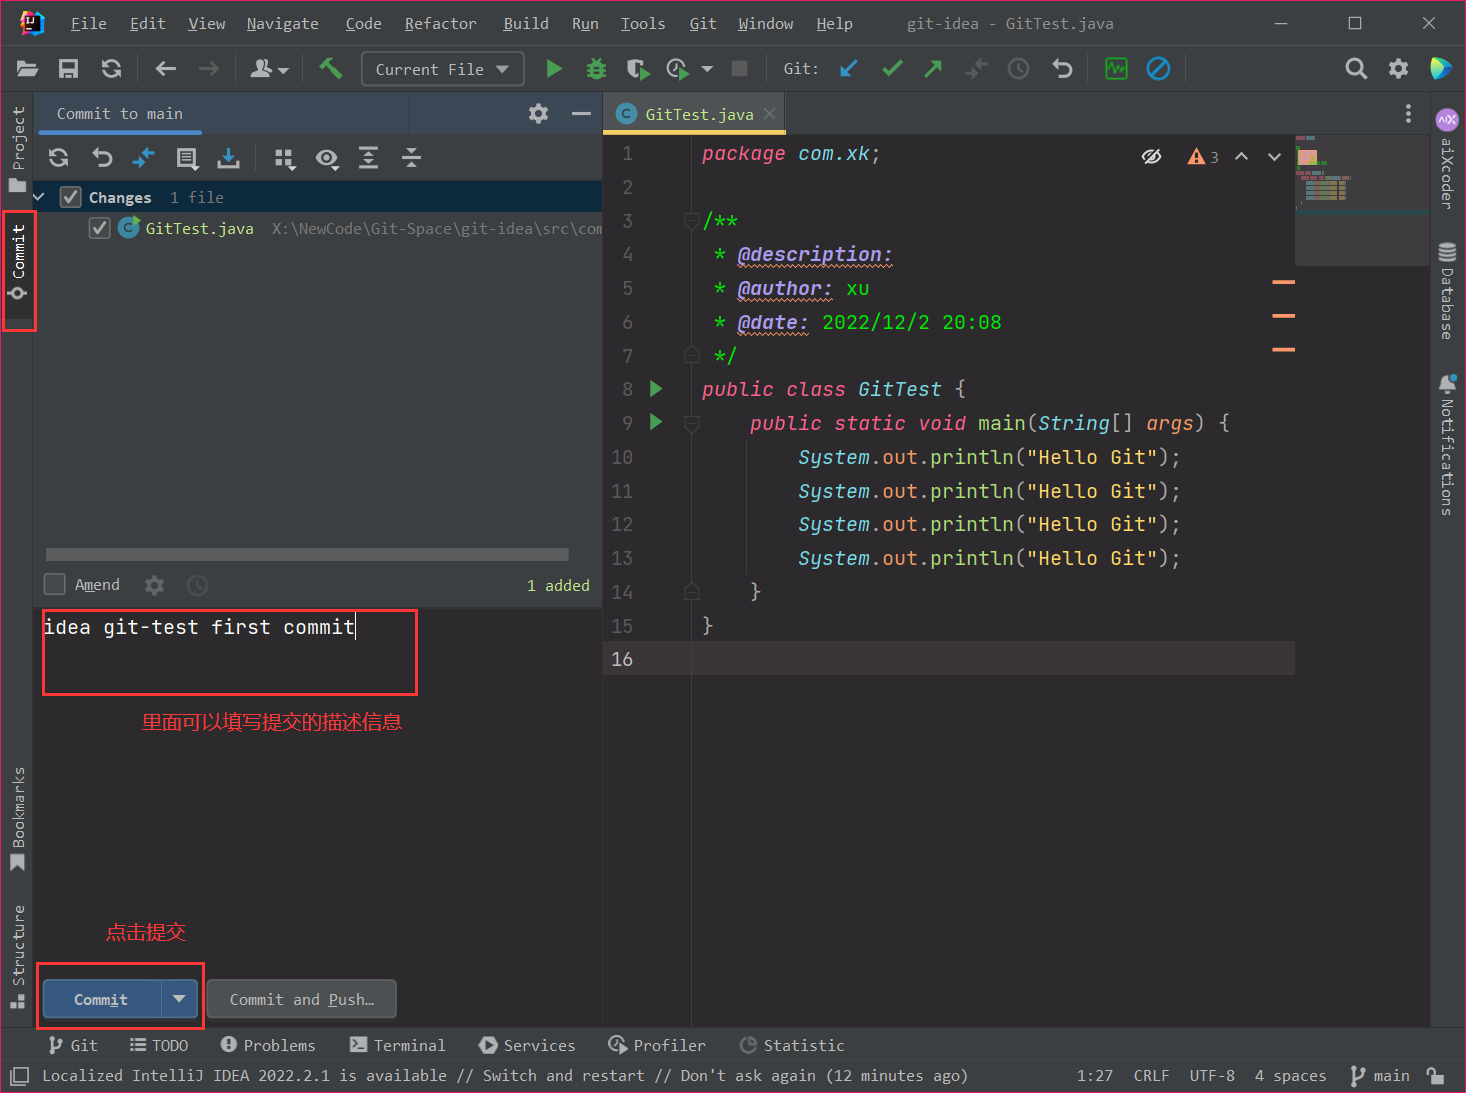 File Edit View Navigate Code Refactor Build Run Tools Git Window Help git-idea - GitTest.java
Current File Git:
Project
Commit
Bookmarks
Structure
Commit to main
Changes 1 file
GitTest.java X:\NewCode\Git-Space\git-idea\src\com
Amend 1 added
idea git-test first commit
里面可以填写提交的描述信息
点击提交
Commit Commit and Push…
GitTest.java
3
1 package com.xk;
2
3 /**
4 * @description:
5 * @author: xu
6 * @date: 2022/12/2 20:08
7 */
8 public class GitTest {
9 public static void main(String[] args) {
10 System.out.println("Hello Git");
11 System.out.println("Hello Git");
12 System.out.println("Hello Git");
13 System.out.println("Hello Git");
14 }
15 }
16
aiXcoder
Database
Notifications
Git TODO Problems Terminal Services Profiler Statistic
Localized IntelliJ IDEA 2022.2.1 is available // Switch and restart // Don't ask again (12 minutes ago) 1:27 CRLF UTF-8 4 spaces main